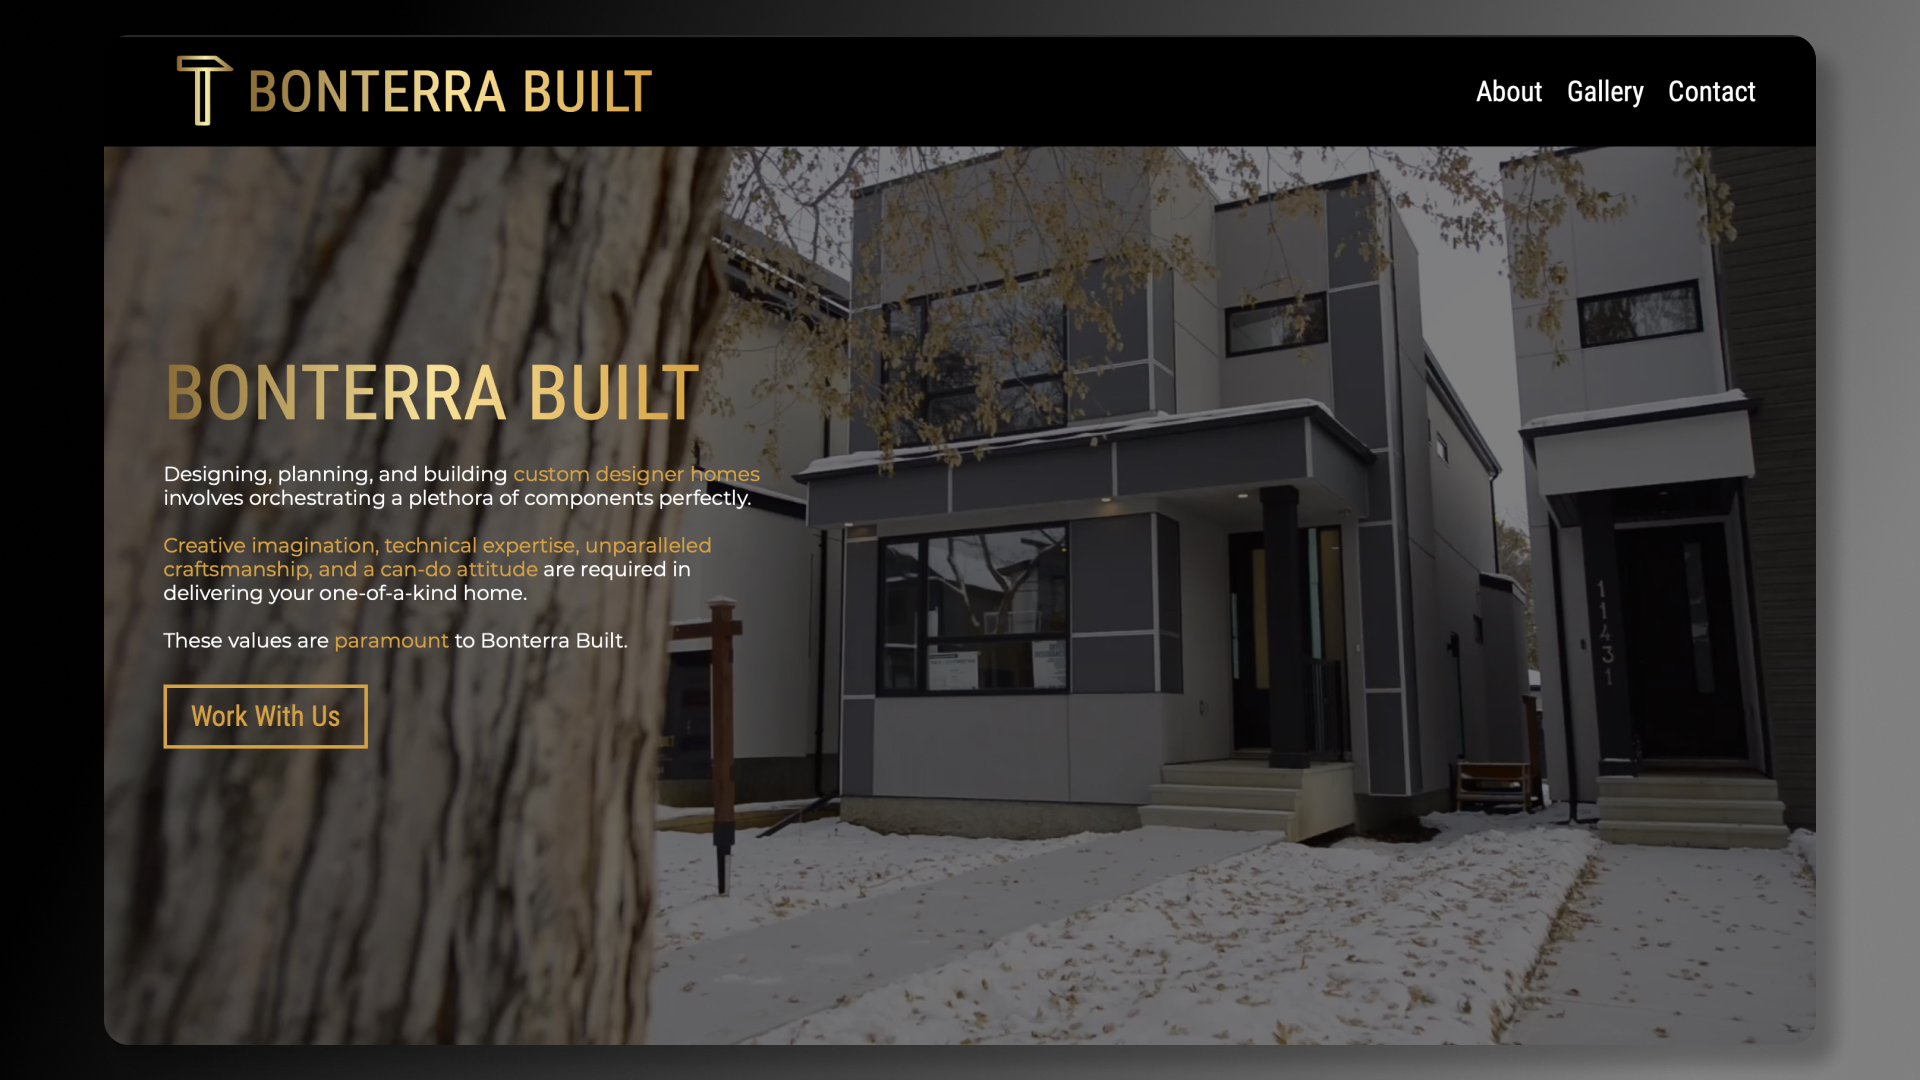 BONTERRA BUILT
About Gallery Contact
BONTERRA BUILT
Designing, planning, and building custom designer homes
involves orchestrating a plethora of components perfectly.
Creative imagination, technical expertise, unparalleled
craftsmanship, and a can-do attitude are required in
delivering your one-of-a-kind home.
These values are paramount to Bonterra Built.
Work With Us
11431